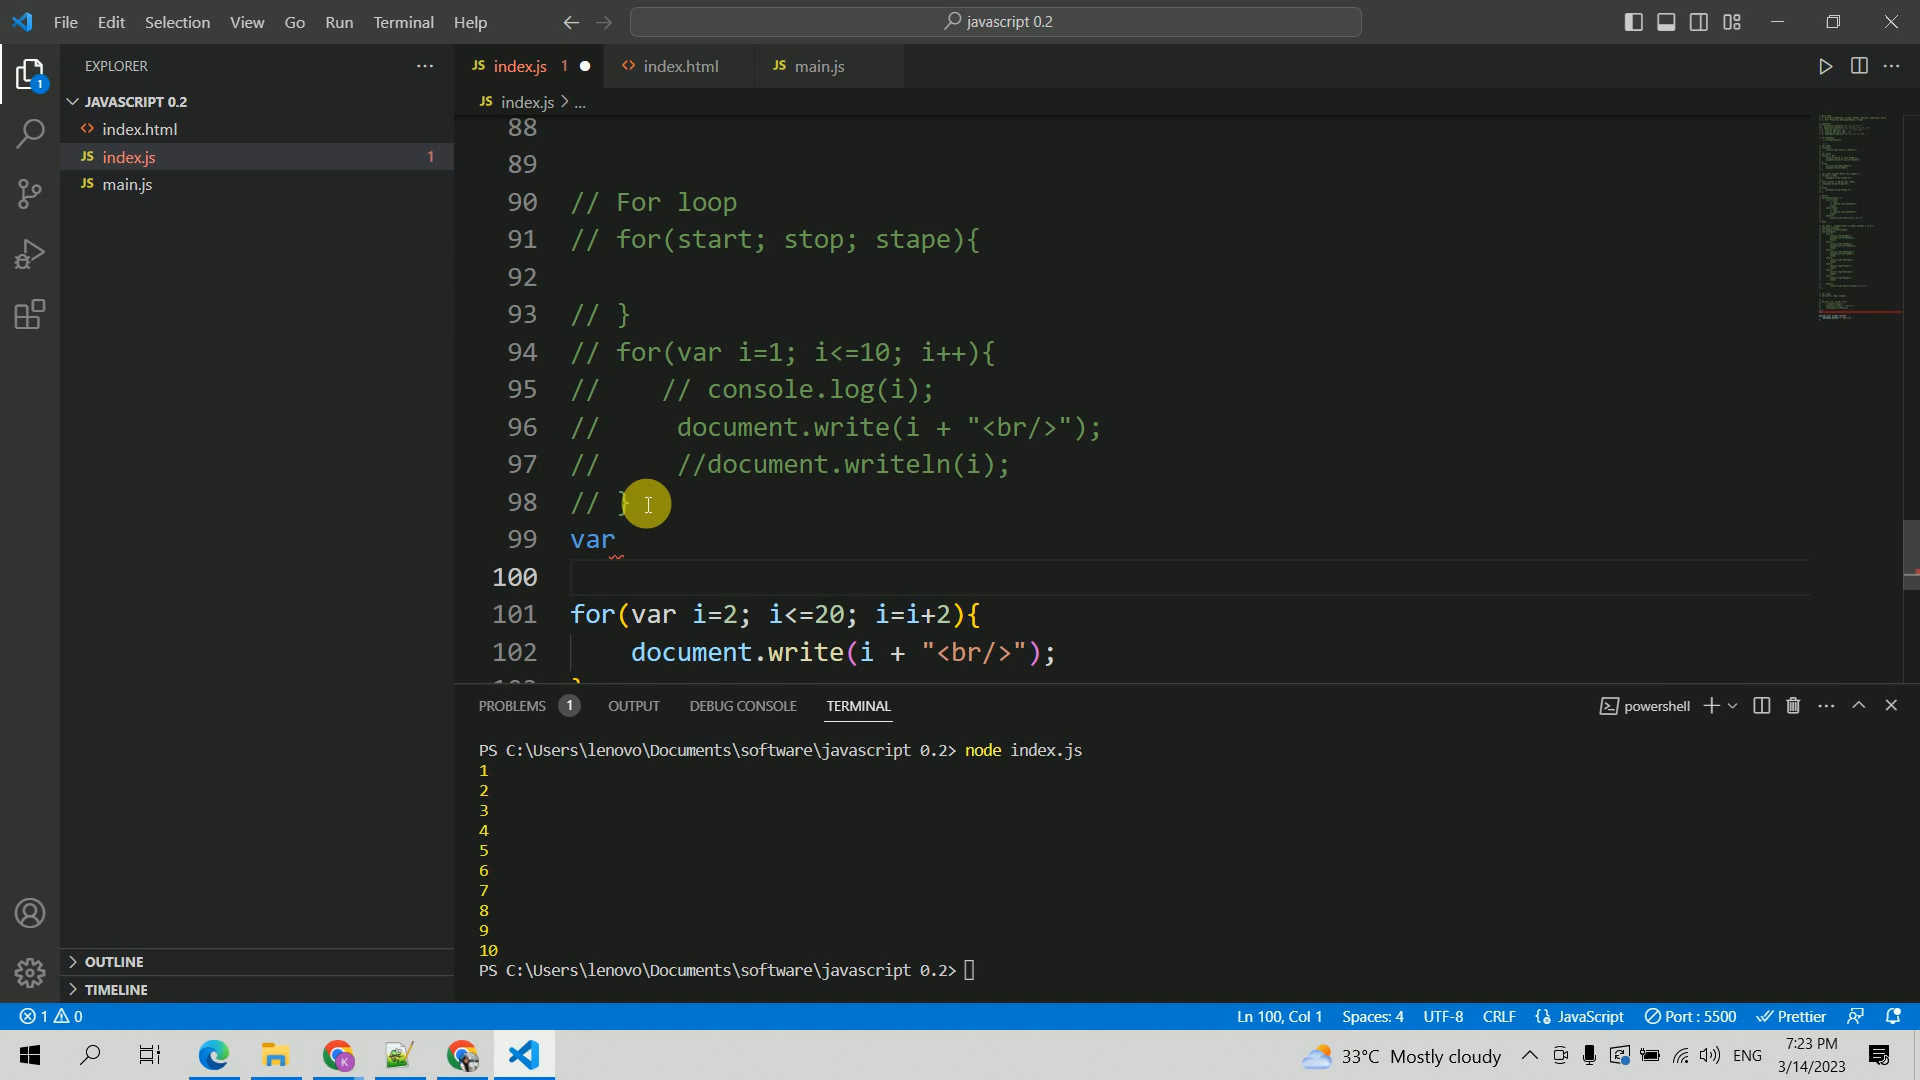 File Edit Selection View Go Run Terminal Help
javascript 0.2
EXPLORER
JS index.js 1
<> index.html
JS main.js
JAVASCRIPT 0.2
<> index.html
JS index.js 1
JS main.js
JS index.js > ...
88
89
90 // For loop
91 // for(start; stop; stape){
92
93 // }
94 // for(var i=1; i<=10; i++){
95 //    // console.log(i);
96 //     document.write(i + "<br/>");
97 //     //document.writeln(i);
98 // }
99 var
100
101 for(var i=2; i<=20; i=i+2){
102     document.write(i + "<br/>");
PROBLEMS 1 OUTPUT DEBUG CONSOLE TERMINAL
powershell
PS C:\Users\lenovo\Documents\software\javascript 0.2> node index.js
1
2
3
4
5
6
7
8
9
10
PS C:\Users\lenovo\Documents\software\javascript 0.2>
OUTLINE
TIMELINE
1 0
Ln 100, Col 1 Spaces: 4 UTF-8 CRLF JavaScript Port : 5500 Prettier
33°C Mostly cloudy
ENG
7:23 PM
3/14/2023